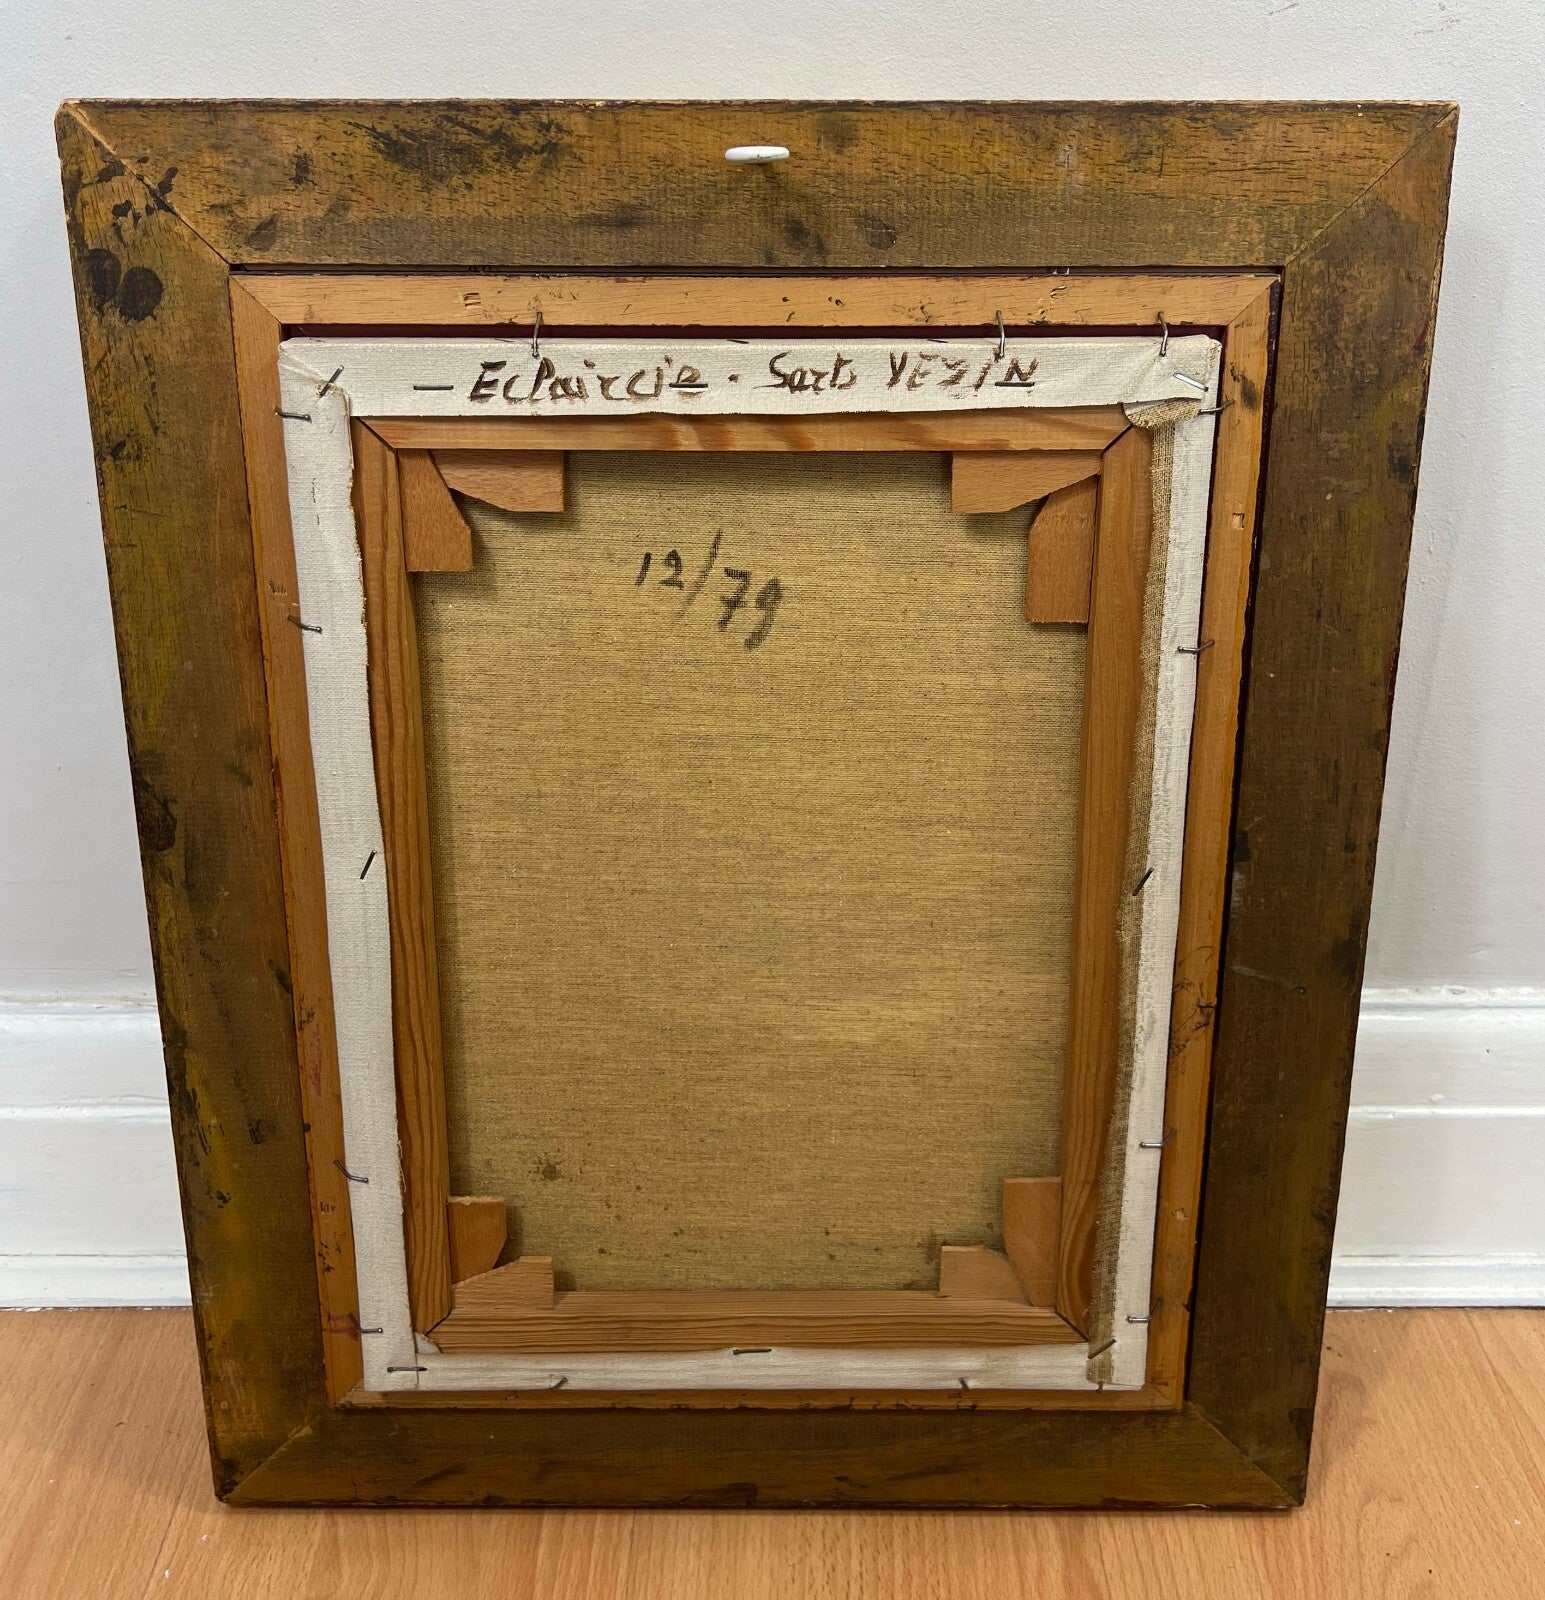 — Eclaircie . Sarts VEZIN
12/79